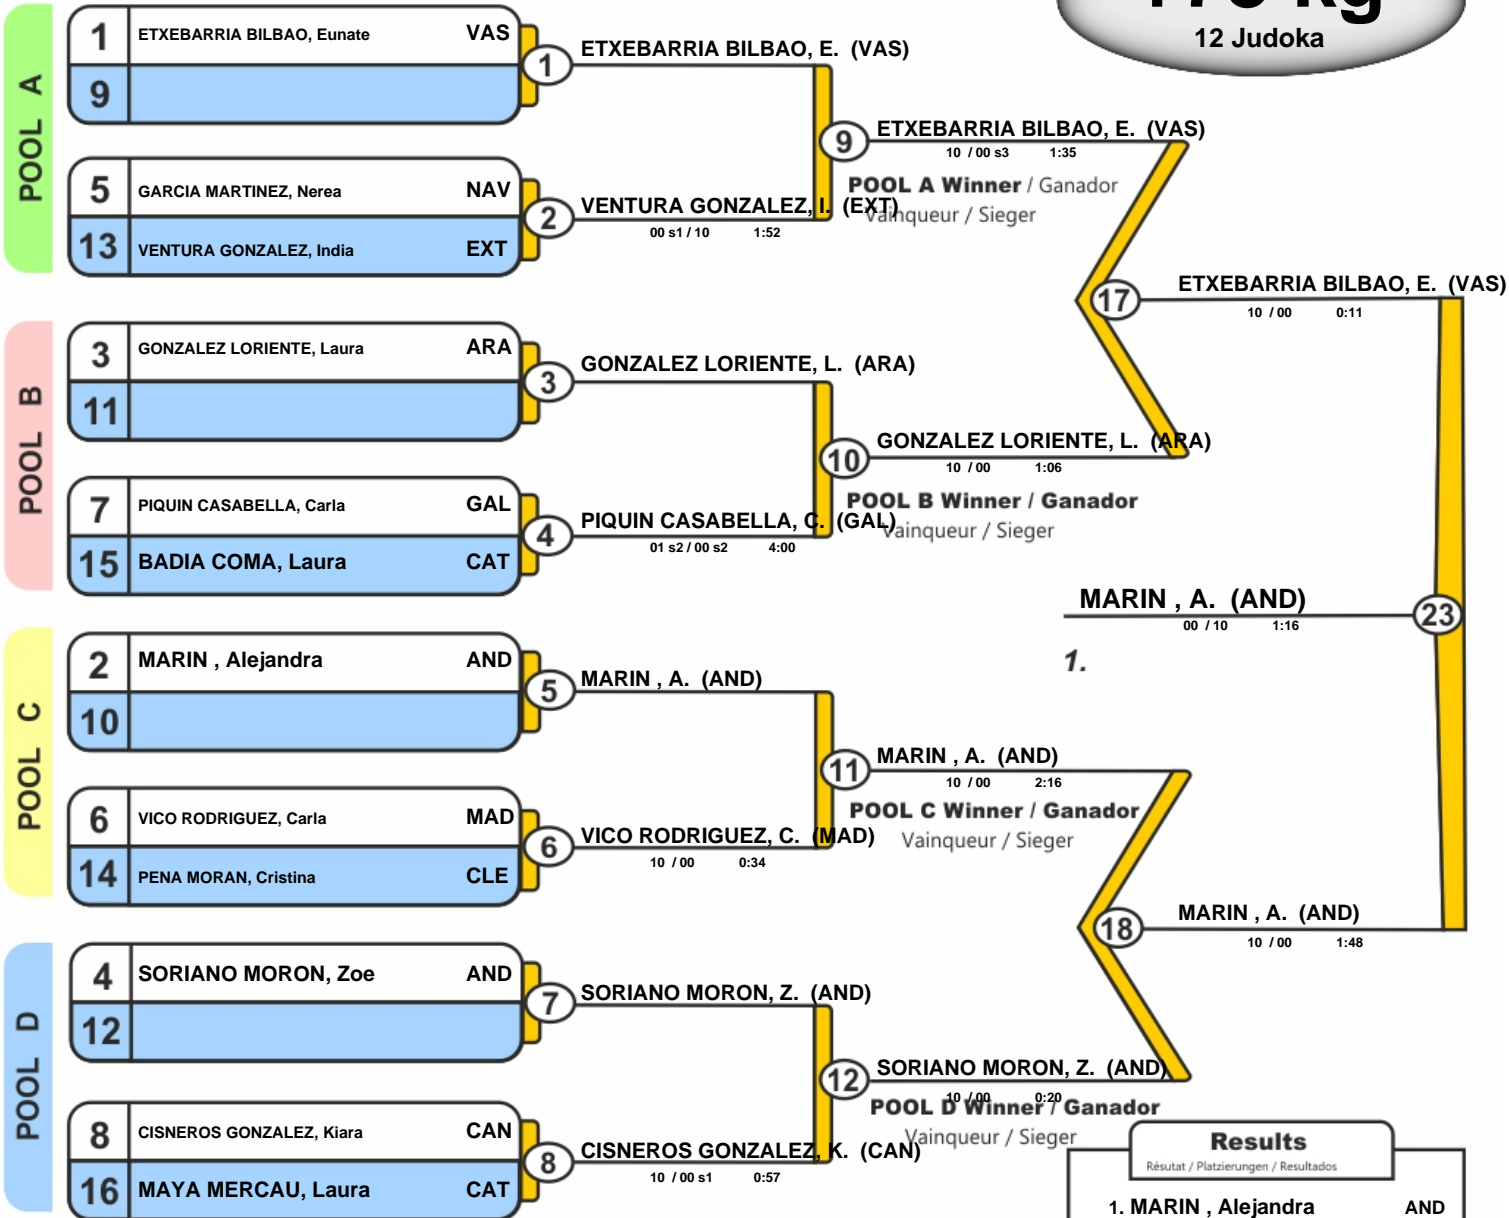 12 Judoka
POOL A
1 ETXEBARRIA BILBAO, Eunate VAS
9
1
ETXEBARRIA BILBAO, E. (VAS)
5 GARCIA MARTINEZ, Nerea NAV
13 VENTURA GONZALEZ, India EXT
2
VENTURA GONZALEZ, I. (EXT)
00 s1 / 10 1:52
9
ETXEBARRIA BILBAO, E. (VAS)
10 / 00 s3 1:35
POOL A Winner / Ganador
Vainqueur / Sieger
POOL B
3 GONZALEZ LORIENTE, Laura ARA
11
3
GONZALEZ LORIENTE, L. (ARA)
7 PIQUIN CASABELLA, Carla GAL
15 BADIA COMA, Laura CAT
4
PIQUIN CASABELLA, C. (GAL)
01 s2 / 00 s2 4:00
10
GONZALEZ LORIENTE, L. (ARA)
10 / 00 1:06
POOL B Winner / Ganador
Vainqueur / Sieger
17
ETXEBARRIA BILBAO, E. (VAS)
10 / 00 0:11
POOL C
2 MARIN , Alejandra AND
10
5
MARIN , A. (AND)
6 VICO RODRIGUEZ, Carla MAD
14 PENA MORAN, Cristina CLE
6
VICO RODRIGUEZ, C. (MAD)
10 / 00 0:34
11
MARIN , A. (AND)
10 / 00 2:16
POOL C Winner / Ganador
Vainqueur / Sieger
POOL D
4 SORIANO MORON, Zoe AND
12
7
SORIANO MORON, Z. (AND)
8 CISNEROS GONZALEZ, Kiara CAN
16 MAYA MERCAU, Laura CAT
8
CISNEROS GONZALEZ, K. (CAN)
10 / 00 s1 0:57
12
SORIANO MORON, Z. (AND)
10 / 00 0:20
POOL D Winner / Ganador
Vainqueur / Sieger
18
MARIN , A. (AND)
10 / 00 1:48
23
MARIN , A. (AND)
00 / 10 1:16
1.
Results
Résutat / Platzierungen / Resultados
1. MARIN , Alejandra AND